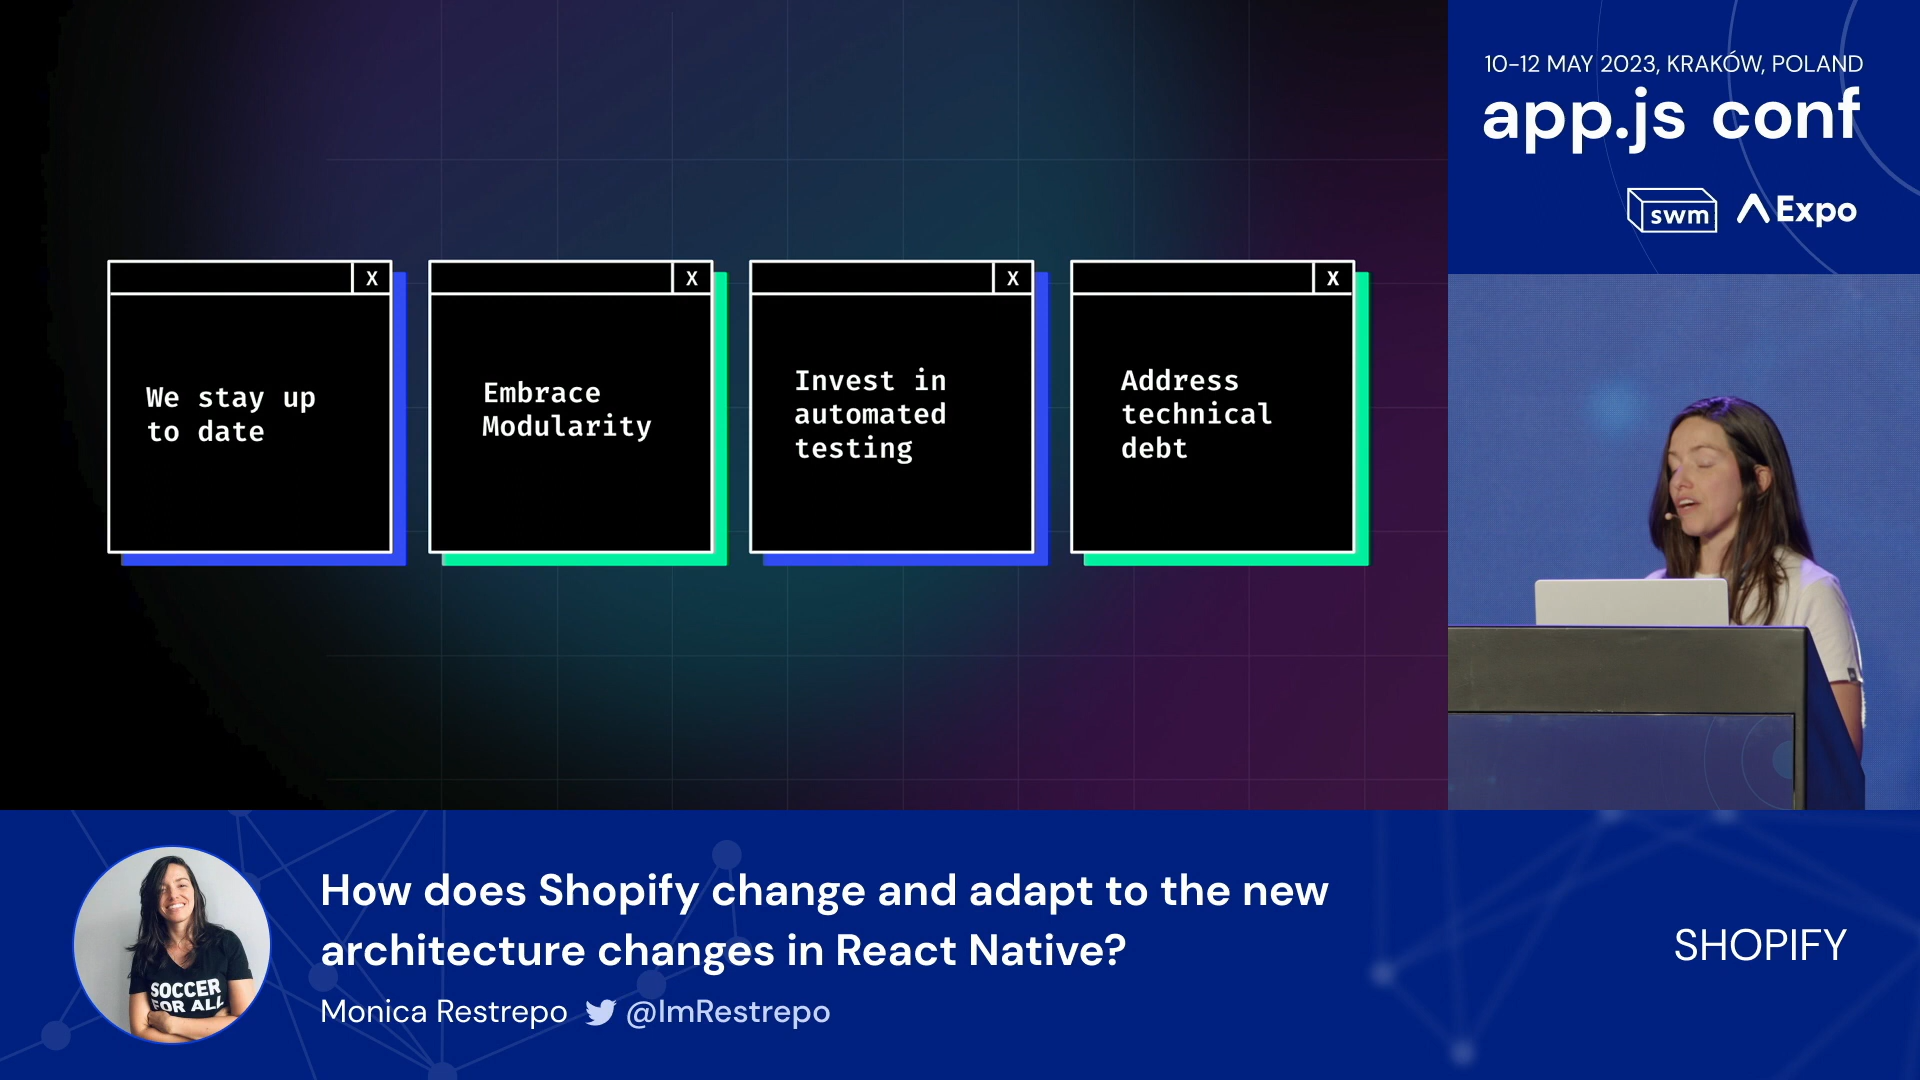 X
We stay up
to date
X
Embrace
Modularity
X
Invest in
automated
testing
X
Address
technical
debt
10-12 MAY 2023, KRAKÓW, POLAND
app.js conf
swm
Expo
How does Shopify change and adapt to the new
architecture changes in React Native?
Monica Restrepo @lmRestrepo
SHOPIFY
SOCCER
FOR ALL